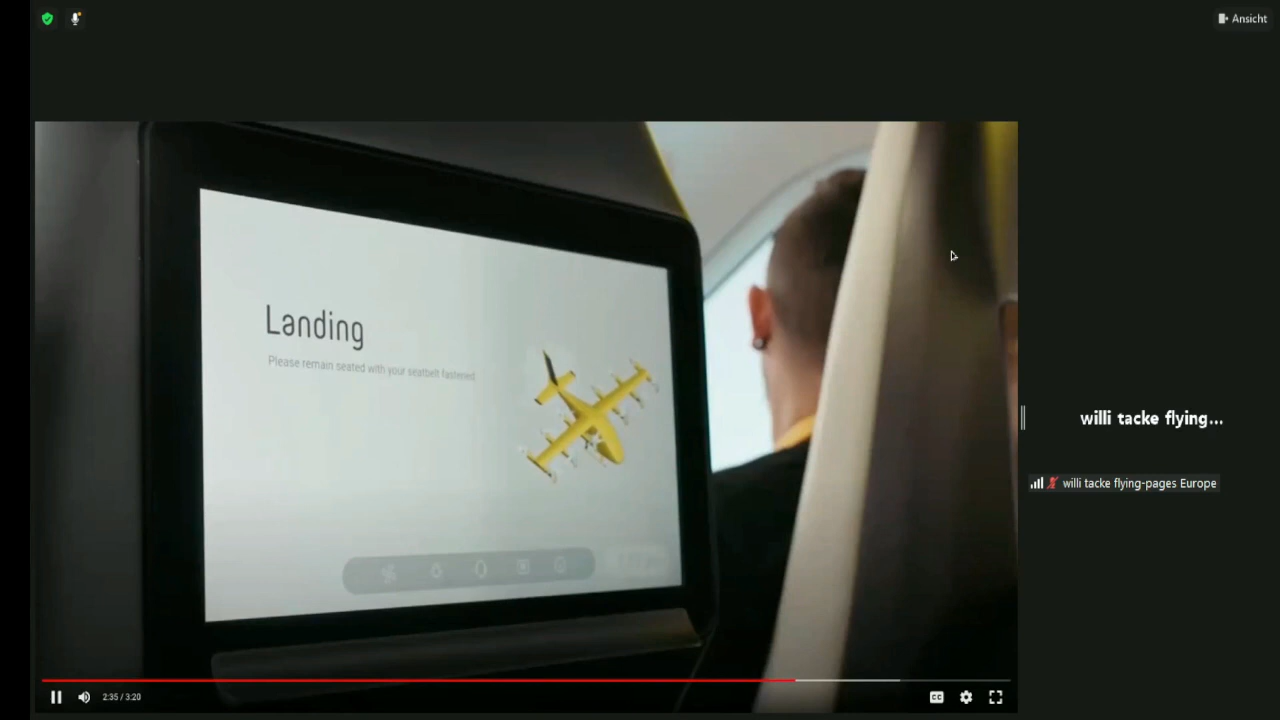 Ansicht
Landing
Please remain seated with your seatbelt fastened
willi tacke flying...
willi tacke flying-pages Europe
2:35 / 3:20
CC